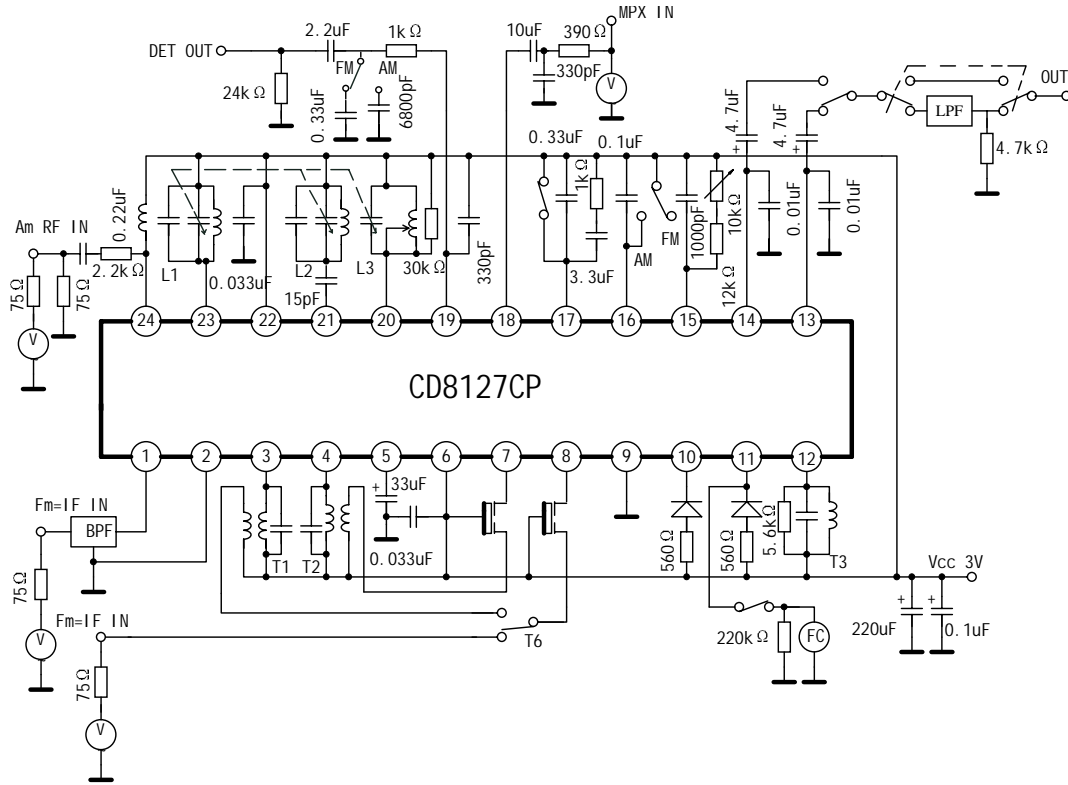 MPX IN
2.2uF
1kΩ
10uF
390Ω
DET OUT
FM
AM
330pF
V
OUT
24kΩ
0.33uF
6800pF
4.7uF
4.7uF
LPF
4.7kΩ
0.33uF
0.1uF
1kΩ
Am RF IN
0.22uF
10kΩ
0.01uF
0.01uF
L1
L2
L3
FM
1000pF
AM
2.2kΩ
0.033uF
30kΩ
330pF
3.3uF
12kΩ
75Ω
75Ω
15pF
V
24
23
22
21
20
19
18
17
16
15
14
13
CD8127CP
1
2
3
4
5
6
7
8
9
10
11
12
+
33uF
Fm=IF IN
BPF
T1
T2
0.033uF
560Ω
560Ω
5.6kΩ
T3
Vcc 3V
75Ω
Fm=IF IN
V
T6
220kΩ
FC
+
220uF
+
0.1uF
75Ω
V